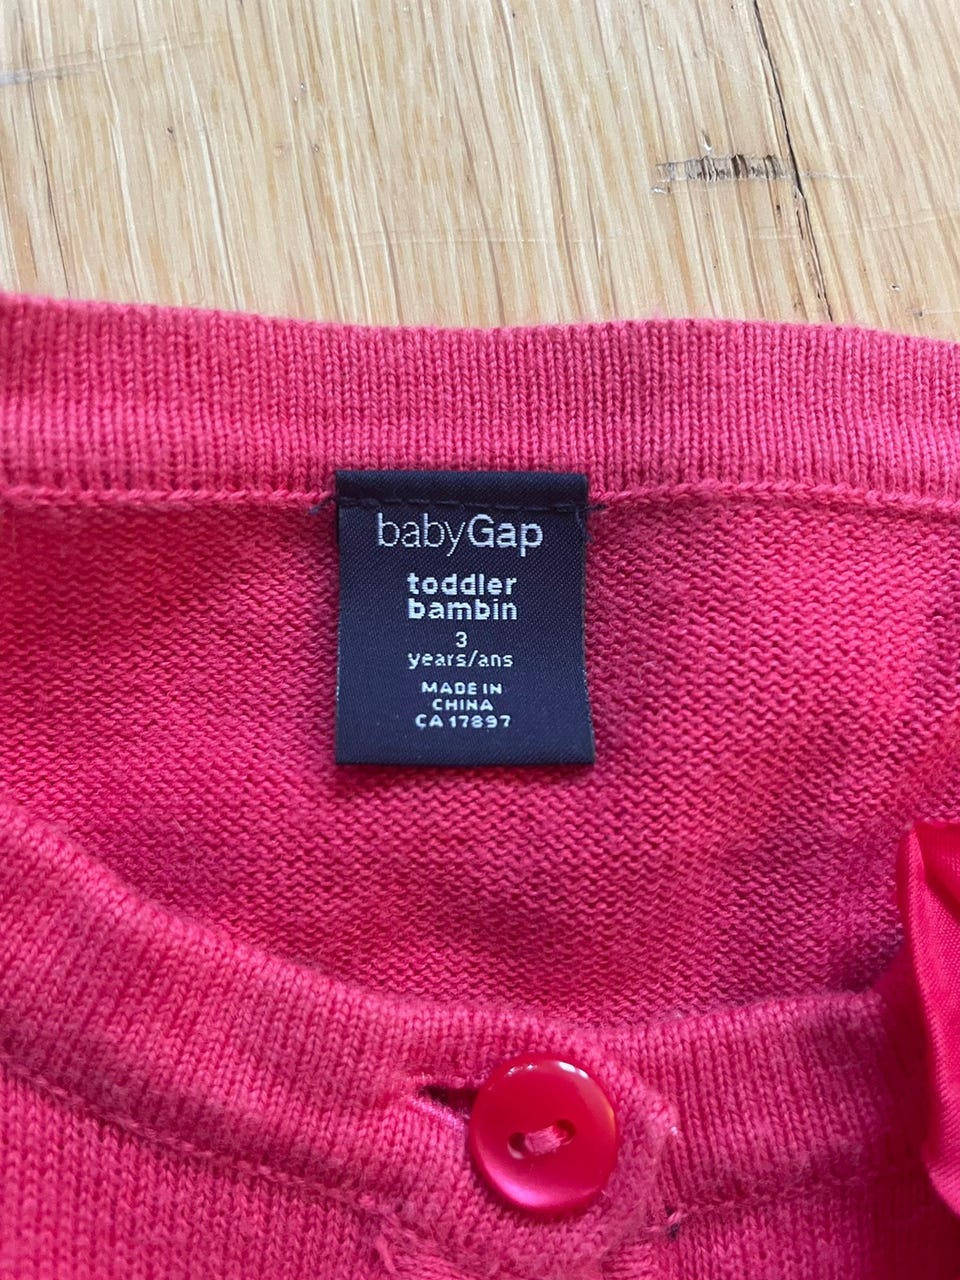 babyGap
toddler
bambin
3
years/ans
MADE IN
CHINA
CA 17897